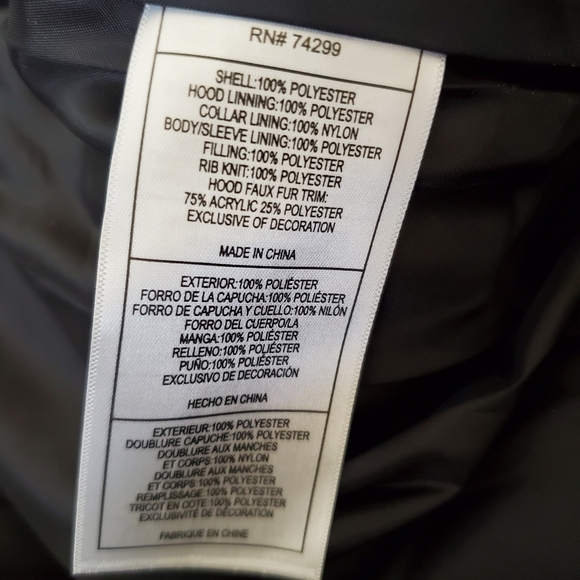 RN# 74299
SHELL:100% POLYESTER
HOOD LINNING:100% POLYESTER
COLLAR LINING:100% NYLON
BODY/SLEEVE LINING:100% POLYESTER
FILLING:100% POLYESTER
RIB KNIT:100% POLYESTER
HOOD FAUX FUR TRIM:
75% ACRYLIC 25% POLYESTER
EXCLUSIVE OF DECORATION
MADE IN CHINA
EXTERIOR:100% POLIÉSTER
FORRO DE LA CAPUCHA:100% POLIÉSTER
FORRO DE CAPUCHA Y CUELLO:100% NILÓN
FORRO DEL CUERPO/LA
MANGA:100% POLIÉSTER
RELLENO:100% POLIÉSTER
PUÑO:100% POLIÉSTER
EXCLUSIVO DE DECORACIÓN
HECHO EN CHINA
EXTERIEUR:100% POLYESTER
DOUBLURE CAPUCHE:100% POLYESTER
DOUBLURE AUX MANCHES
ET CORPS:100% NYLON
DOUBLURE AUX MANCHES
ET CORPS:100% POLYESTER
REMPLISSAGE:100% POLYESTER
TRICOT EN COTE:100% POLYESTER
EXCLUSIVITÉ DE DÉCORATION
FABRIQUÉ EN CHINE